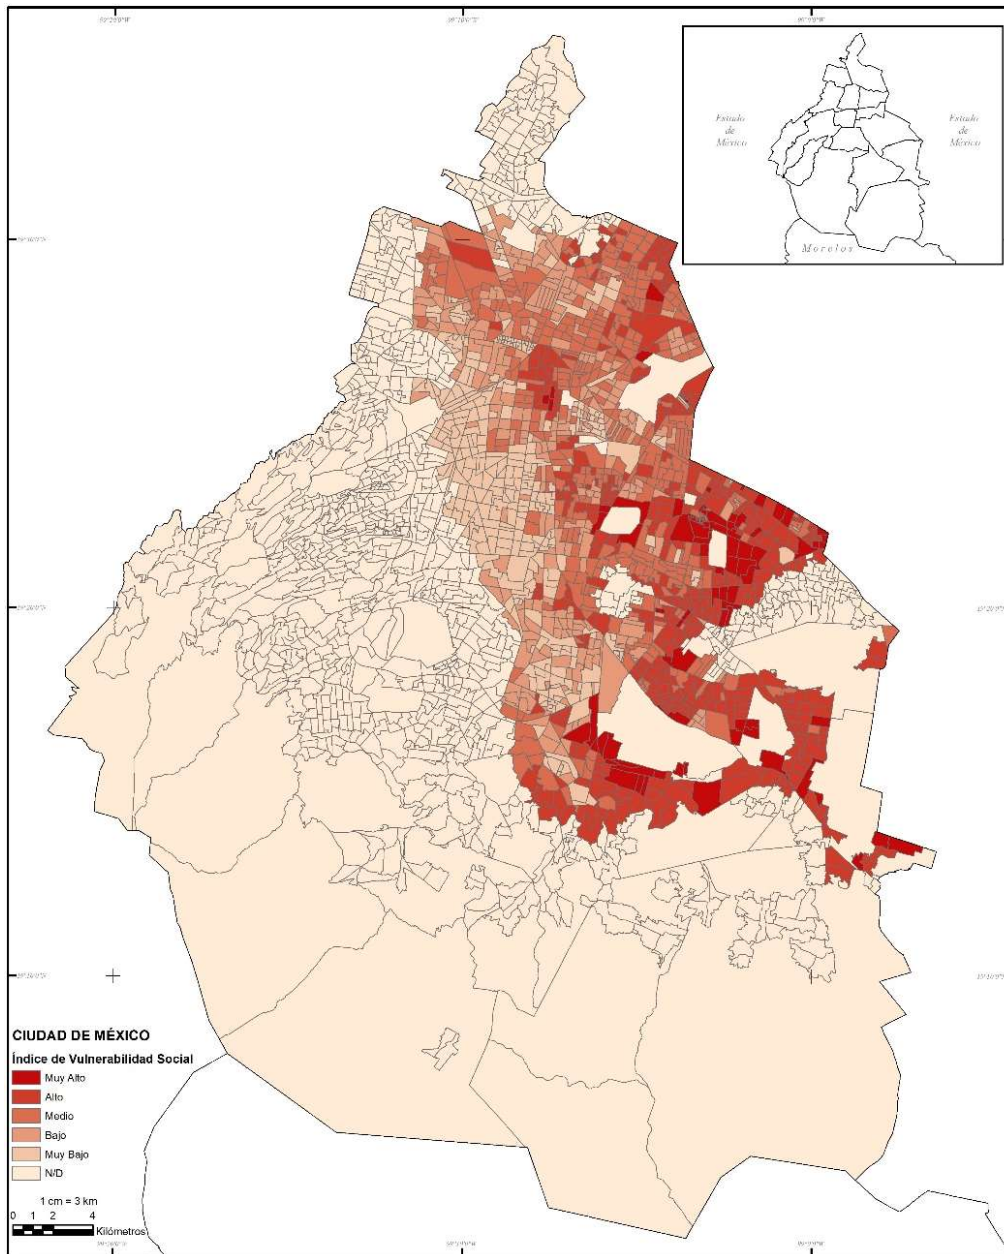 Estado
de
México
Estado
de
México
Morelos
CIUDAD DE MÉXICO
Índice de Vulnerabilidad Social
Muy Alto
Alto
Medio
Bajo
Muy Bajo
N/D
1 cm = 3 km
0 1 2 4
Kilómetros